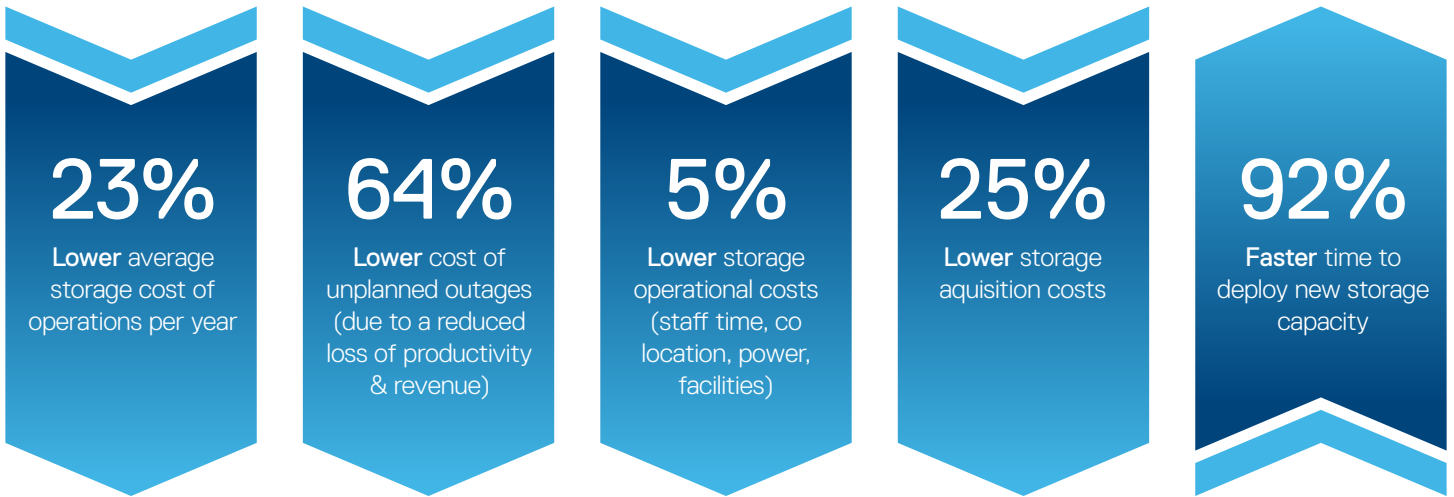 23%
Lower average
storage cost of
operations per year
64%
Lower cost of
unplanned outages
(due to a reduced
loss of productivity
& revenue)
5%
Lower storage
operational costs
(staff time, co
location, power,
facilities)
25%
Lower storage
aquisition costs
92%
Faster time to
deploy new storage
capacity